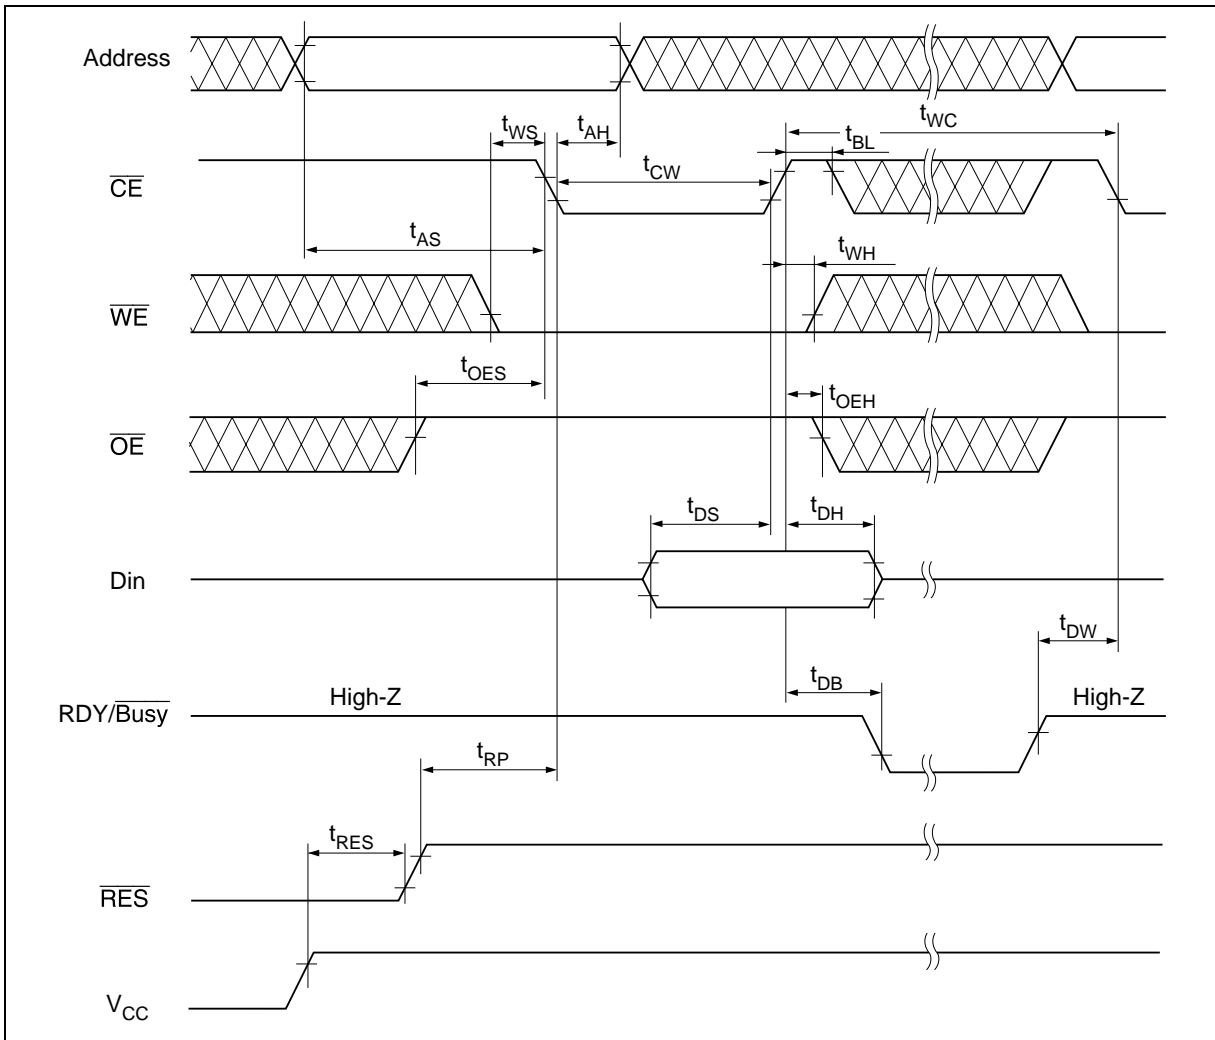 Address
tWS
tAH
tWC
tBL
CE
tCW
tAS
tWH
WE
tOES
tOEH
OE
tDS
tDH
Din
tDW
tDB
RDY/Busy
High-Z
High-Z
tRP
tRES
RES
VCC